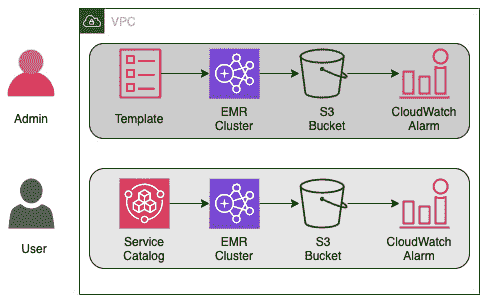 VPC
Admin
Template
EMR
Cluster
S3
Bucket
CloudWatch
Alarm
User
Service
Catalog
EMR
Cluster
S3
Bucket
CloudWatch
Alarm